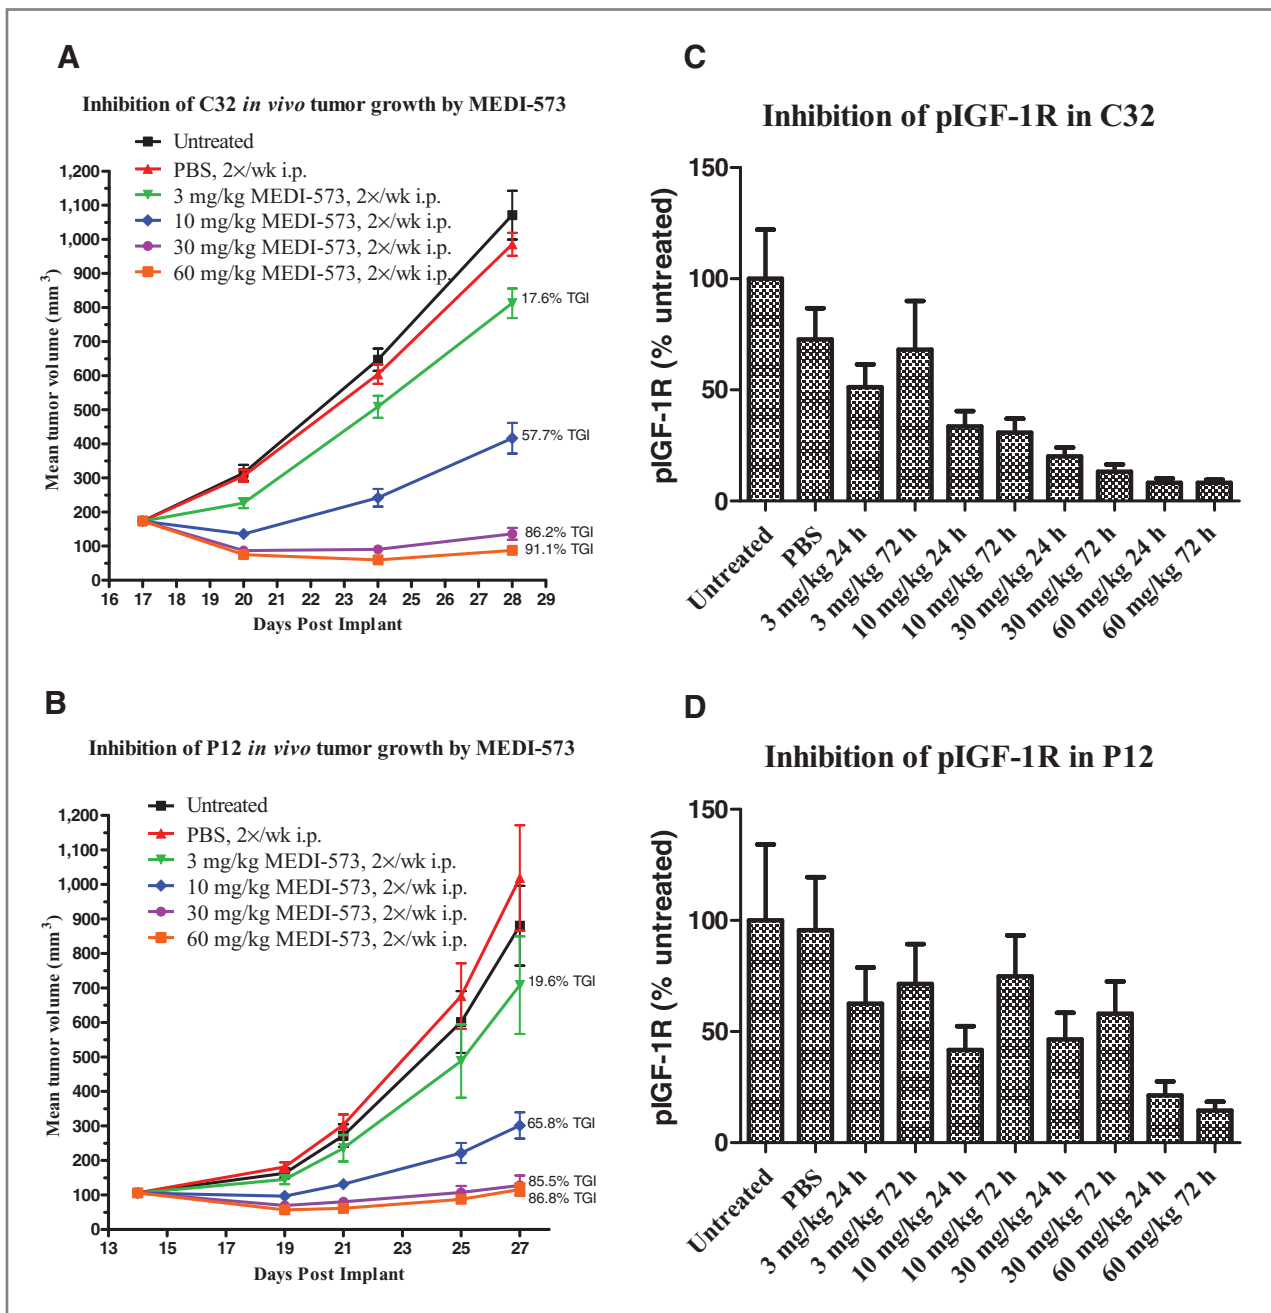 A
Inhibition of C32 in vivo tumor growth by MEDI-573
Untreated
PBS, 2×/wk i.p.
3 mg/kg MEDI-573, 2×/wk i.p.
10 mg/kg MEDI-573, 2×/wk i.p.
30 mg/kg MEDI-573, 2×/wk i.p.
60 mg/kg MEDI-573, 2×/wk i.p.
Mean tumor volume (mm3)
1,200
1,100
1,000
900
800
700
600
500
400
300
200
100
0
17.6% TGI
57.7% TGI
86.2% TGI
91.1% TGI
16 17 18 19 20 21 22 23 24 25 26 27 28 29
Days Post Implant
C
Inhibition of pIGF-1R in C32
pIGF-1R (% untreated)
150
100
50
0
Untreated
PBS
3 mg/kg 24 h
3 mg/kg 72 h
10 mg/kg 24 h
10 mg/kg 72 h
30 mg/kg 24 h
30 mg/kg 72 h
60 mg/kg 24 h
60 mg/kg 72 h
B
Inhibition of P12 in vivo tumor growth by MEDI-573
Untreated
PBS, 2×/wk i.p.
3 mg/kg MEDI-573, 2×/wk i.p.
10 mg/kg MEDI-573, 2×/wk i.p.
30 mg/kg MEDI-573, 2×/wk i.p.
60 mg/kg MEDI-573, 2×/wk i.p.
Mean tumor volume (mm3)
1,200
1,100
1,000
900
800
700
600
500
400
300
200
100
0
19.6% TGI
65.8% TGI
85.5% TGI
86.8% TGI
13 15 17 19 21 23 25 27
Days Post Implant
D
Inhibition of pIGF-1R in P12
pIGF-1R (% untreated)
150
100
50
0
Untreated
PBS
3 mg/kg 24 h
3 mg/kg 72 h
10 mg/kg 24 h
10 mg/kg 72 h
30 mg/kg 24 h
30 mg/kg 72 h
60 mg/kg 24 h
60 mg/kg 72 h